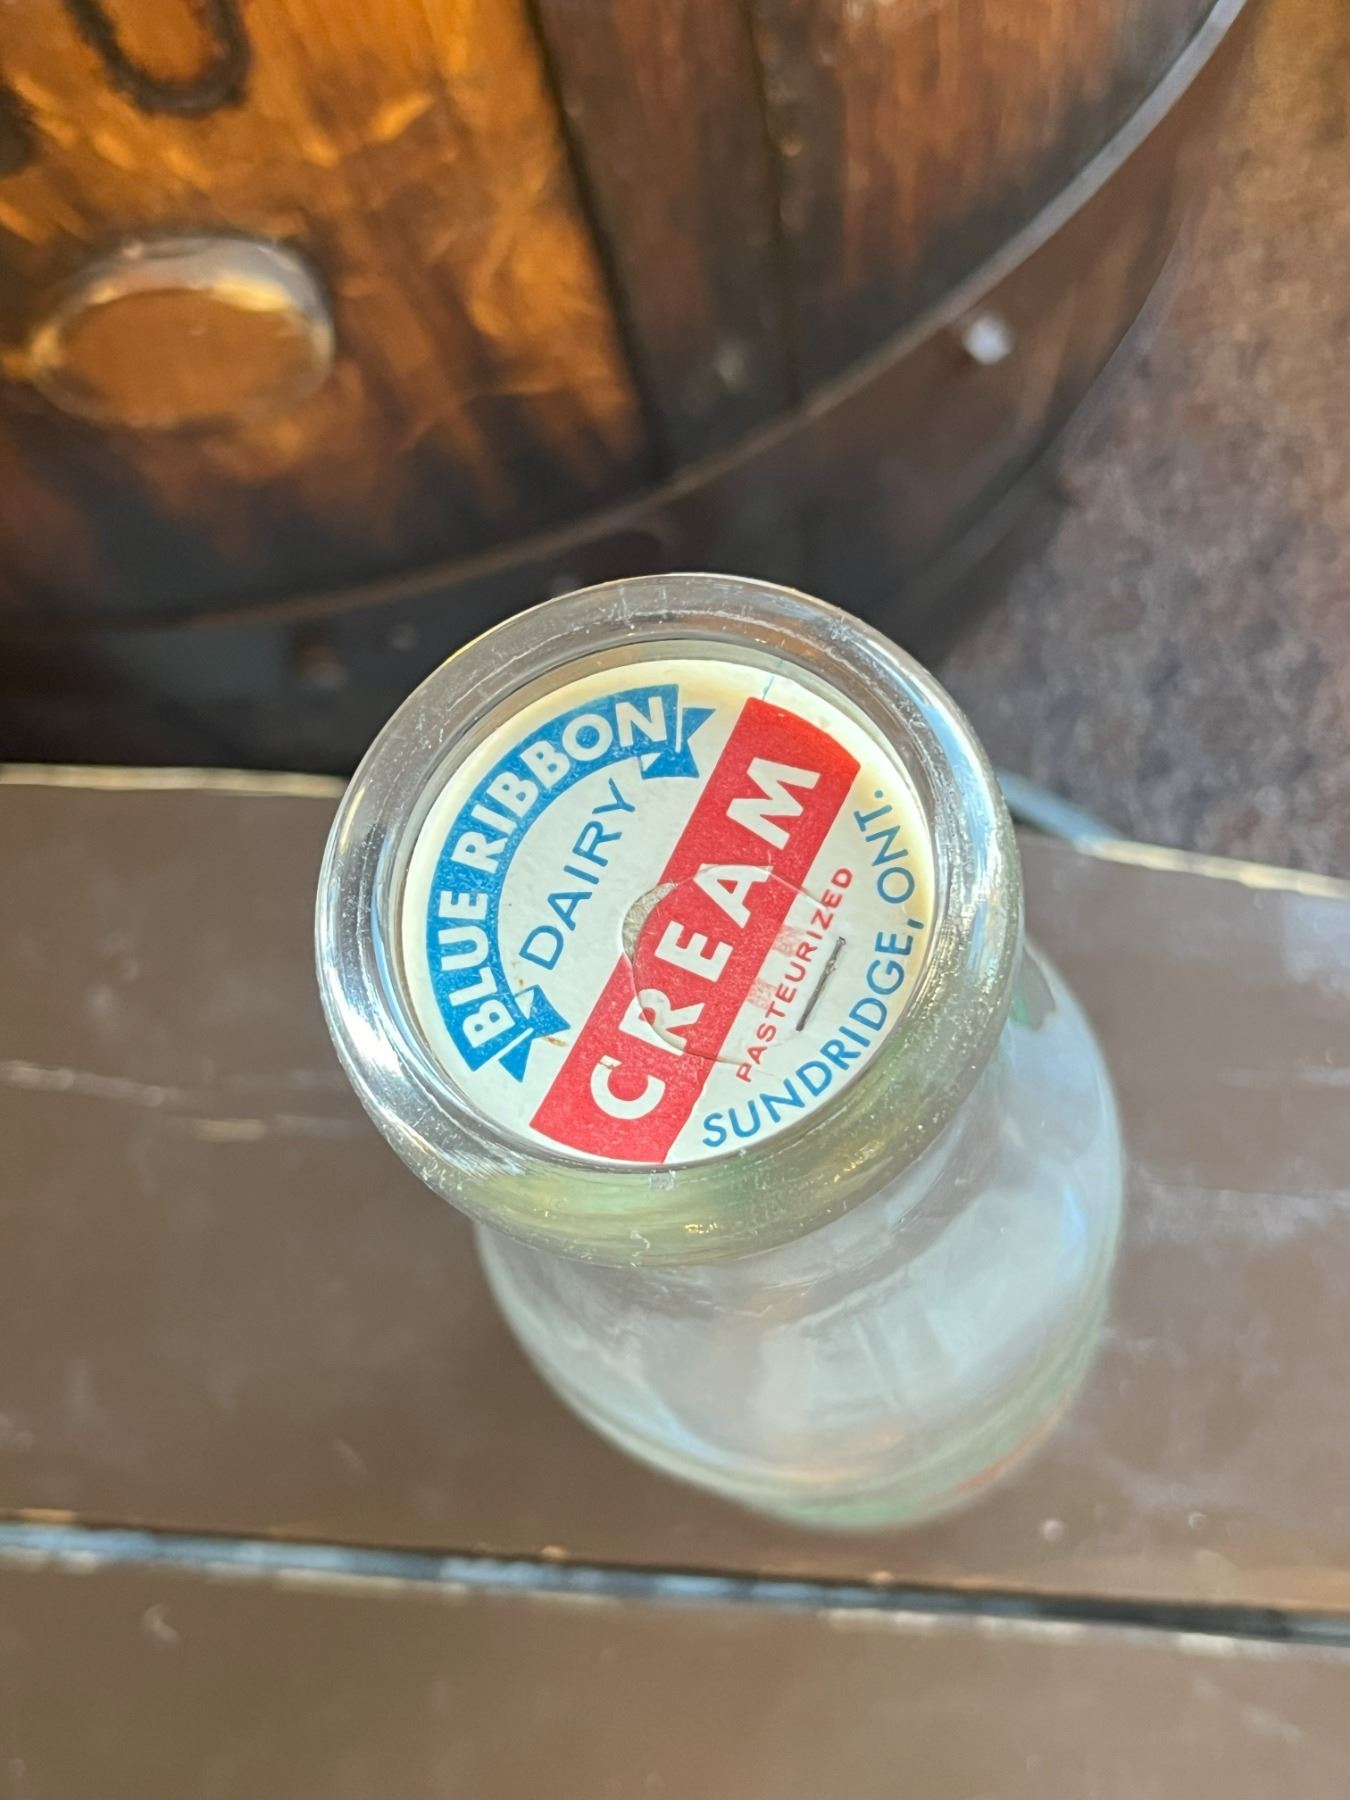 BLUE RIBBON
DAIRY
CREAM
PASTEURIZED
SUNDRIDGE, ONT.